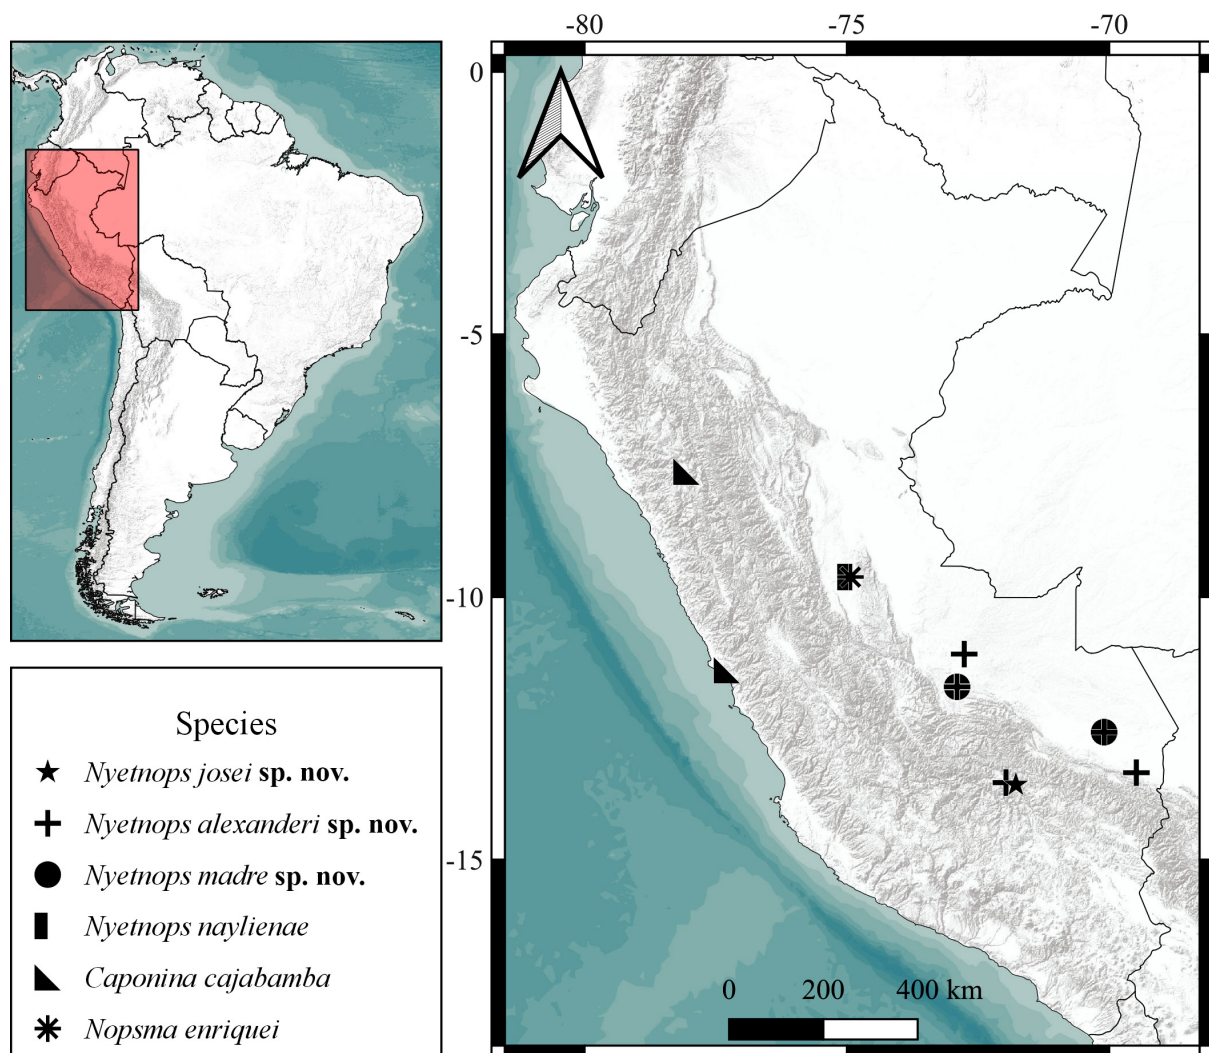 -80 -75 -70
0
-5
-10
-15
0 200 400 km
Species
Nyetnops josei sp. nov.
Nyetnops alexanderi sp. nov.
Nyetnops madre sp. nov.
Nyetnops naylienae
Caponina cajabamba
Nopsma enriquei